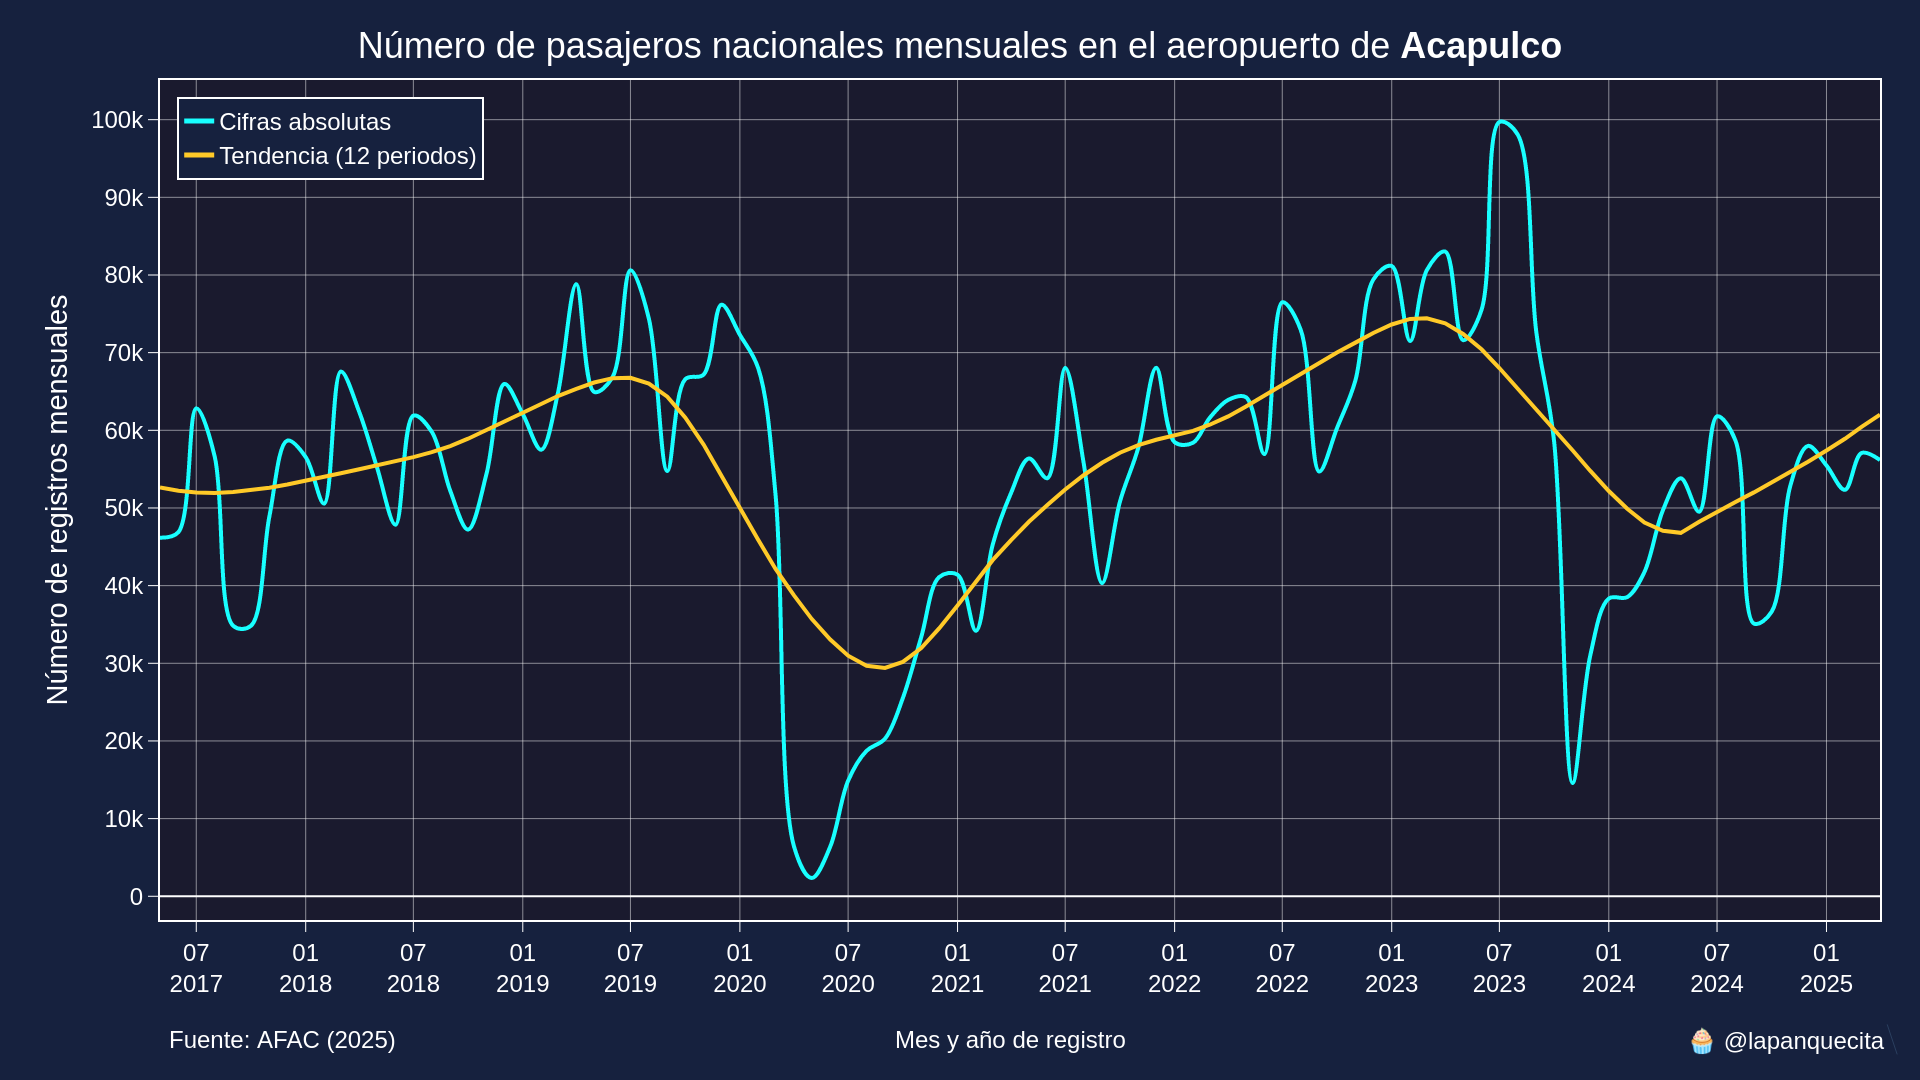 Número de pasajeros nacionales mensuales en el aeropuerto de Acapulco
Cifras absolutas
Tendencia (12 periodos)
Número de registros mensuales
100k
90k
80k
70k
60k
50k
40k
30k
20k
10k
0
07 01 07 01 07 01 07 01 07 01 07 01 07 01 07 01
2017 2018 2018 2019 2019 2020 2020 2021 2021 2022 2022 2023 2023 2024 2024 2025
Fuente: AFAC (2025)
Mes y año de registro
🧁 @lapanquecita